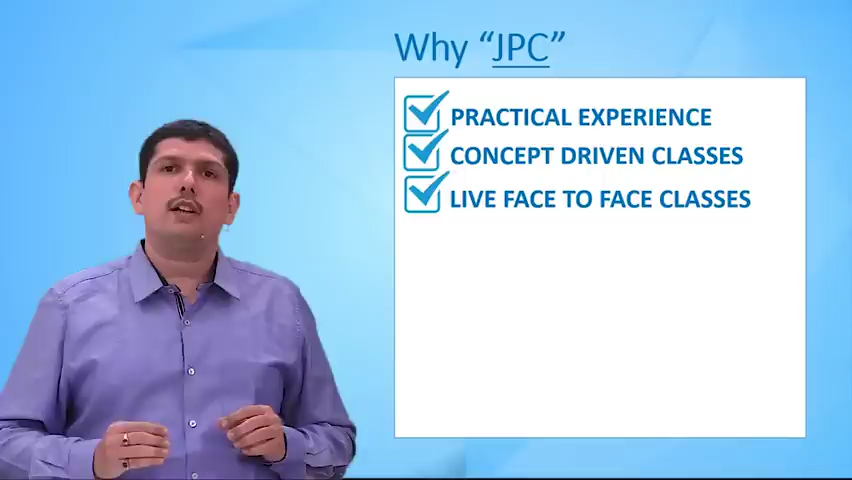 Why “JPC”
PRACTICAL EXPERIENCE
CONCEPT DRIVEN CLASSES
LIVE FACE TO FACE CLASSES